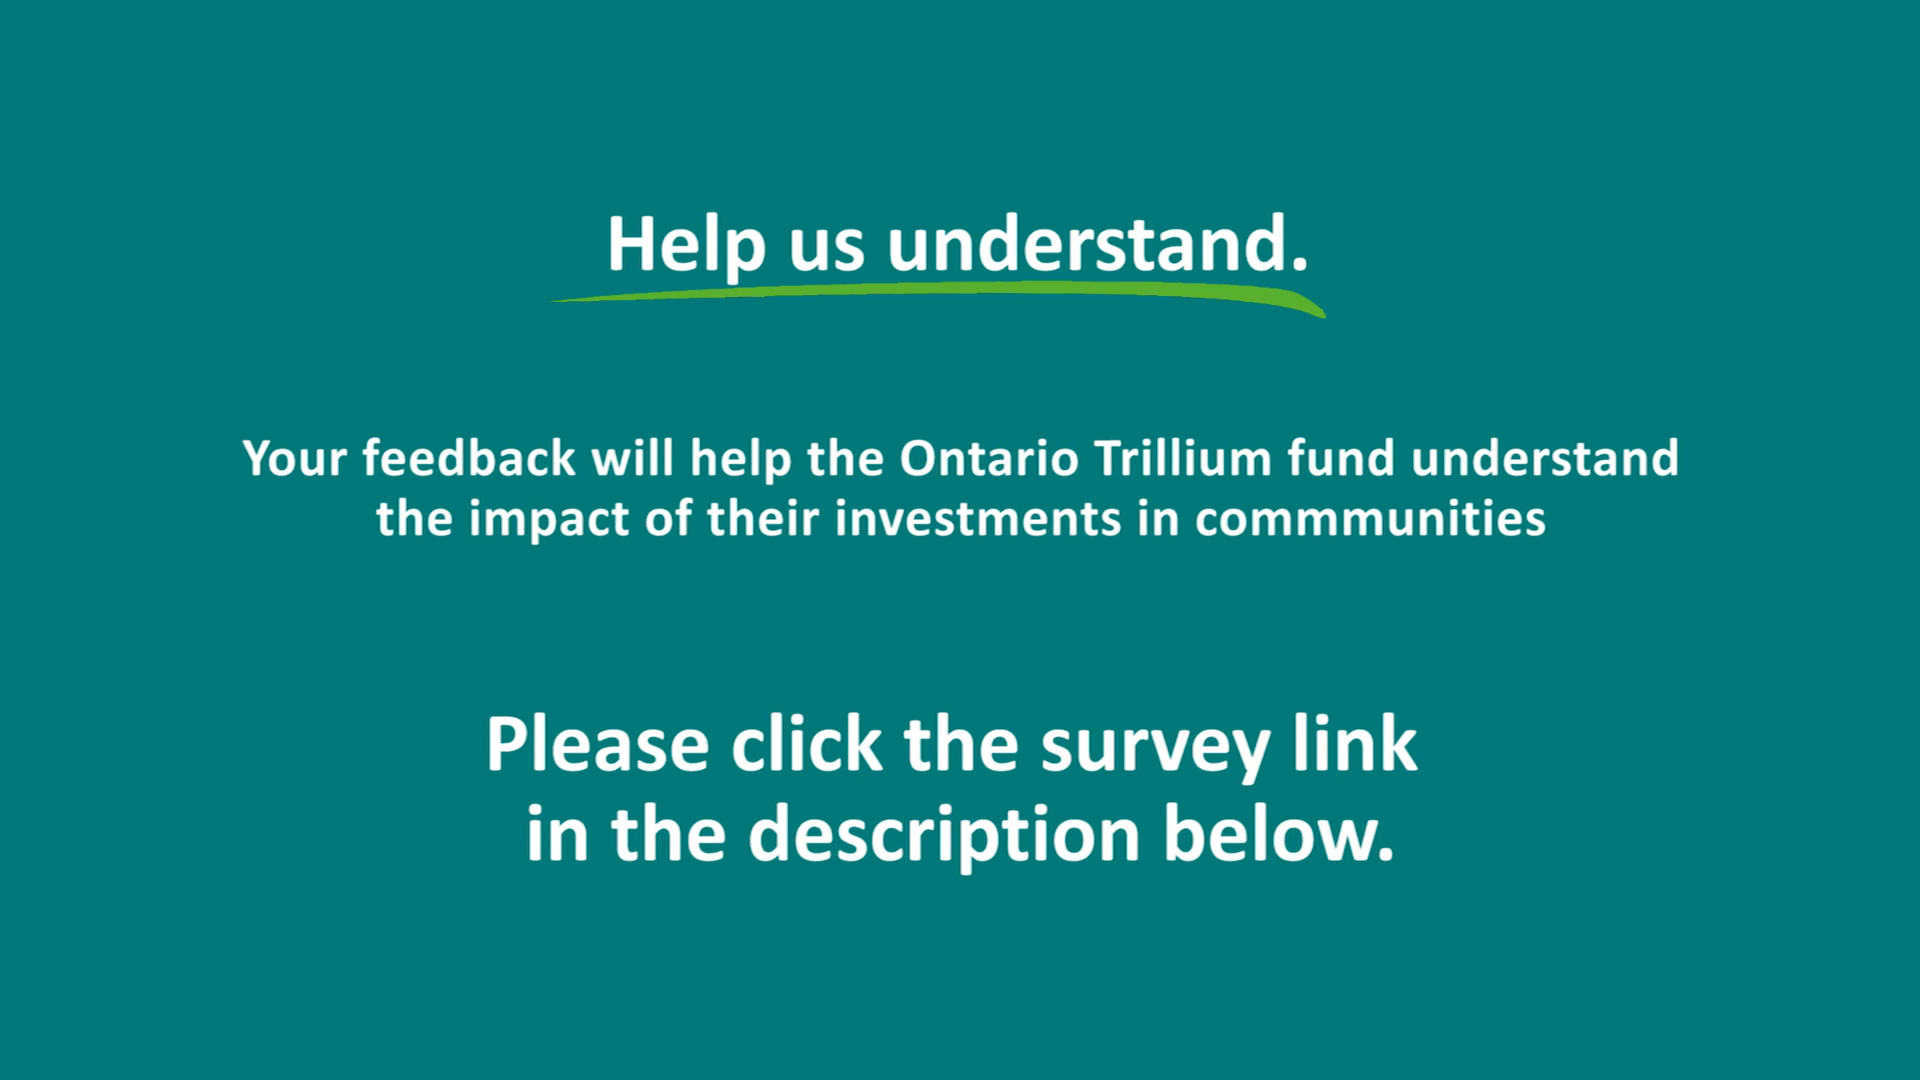 Help us understand.
Your feedback will help the Ontario Trillium fund understand
the impact of their investments in commmunities
Please click the survey link
in the description below.